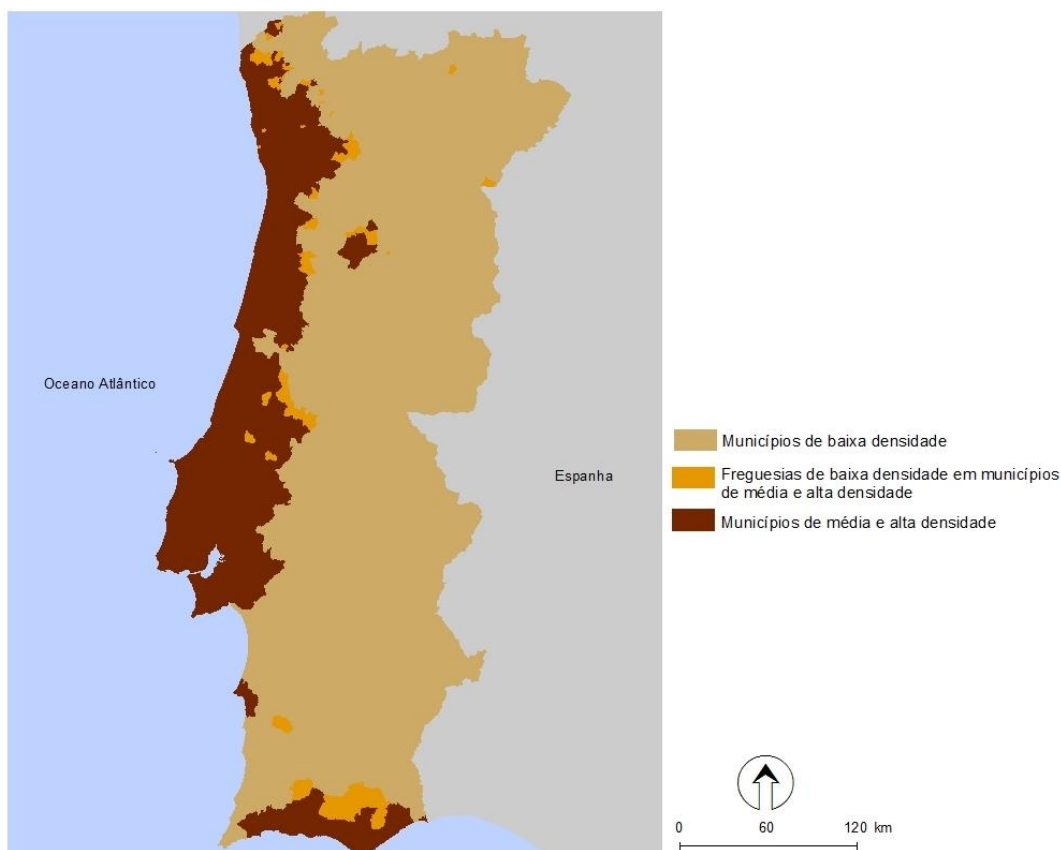 Oceano Atlântico
Espanha
Municípios de baixa densidade
Freguesias de baixa densidade em municípios
de média e alta densidade
Municípios de média e alta densidade
0 60 120 km